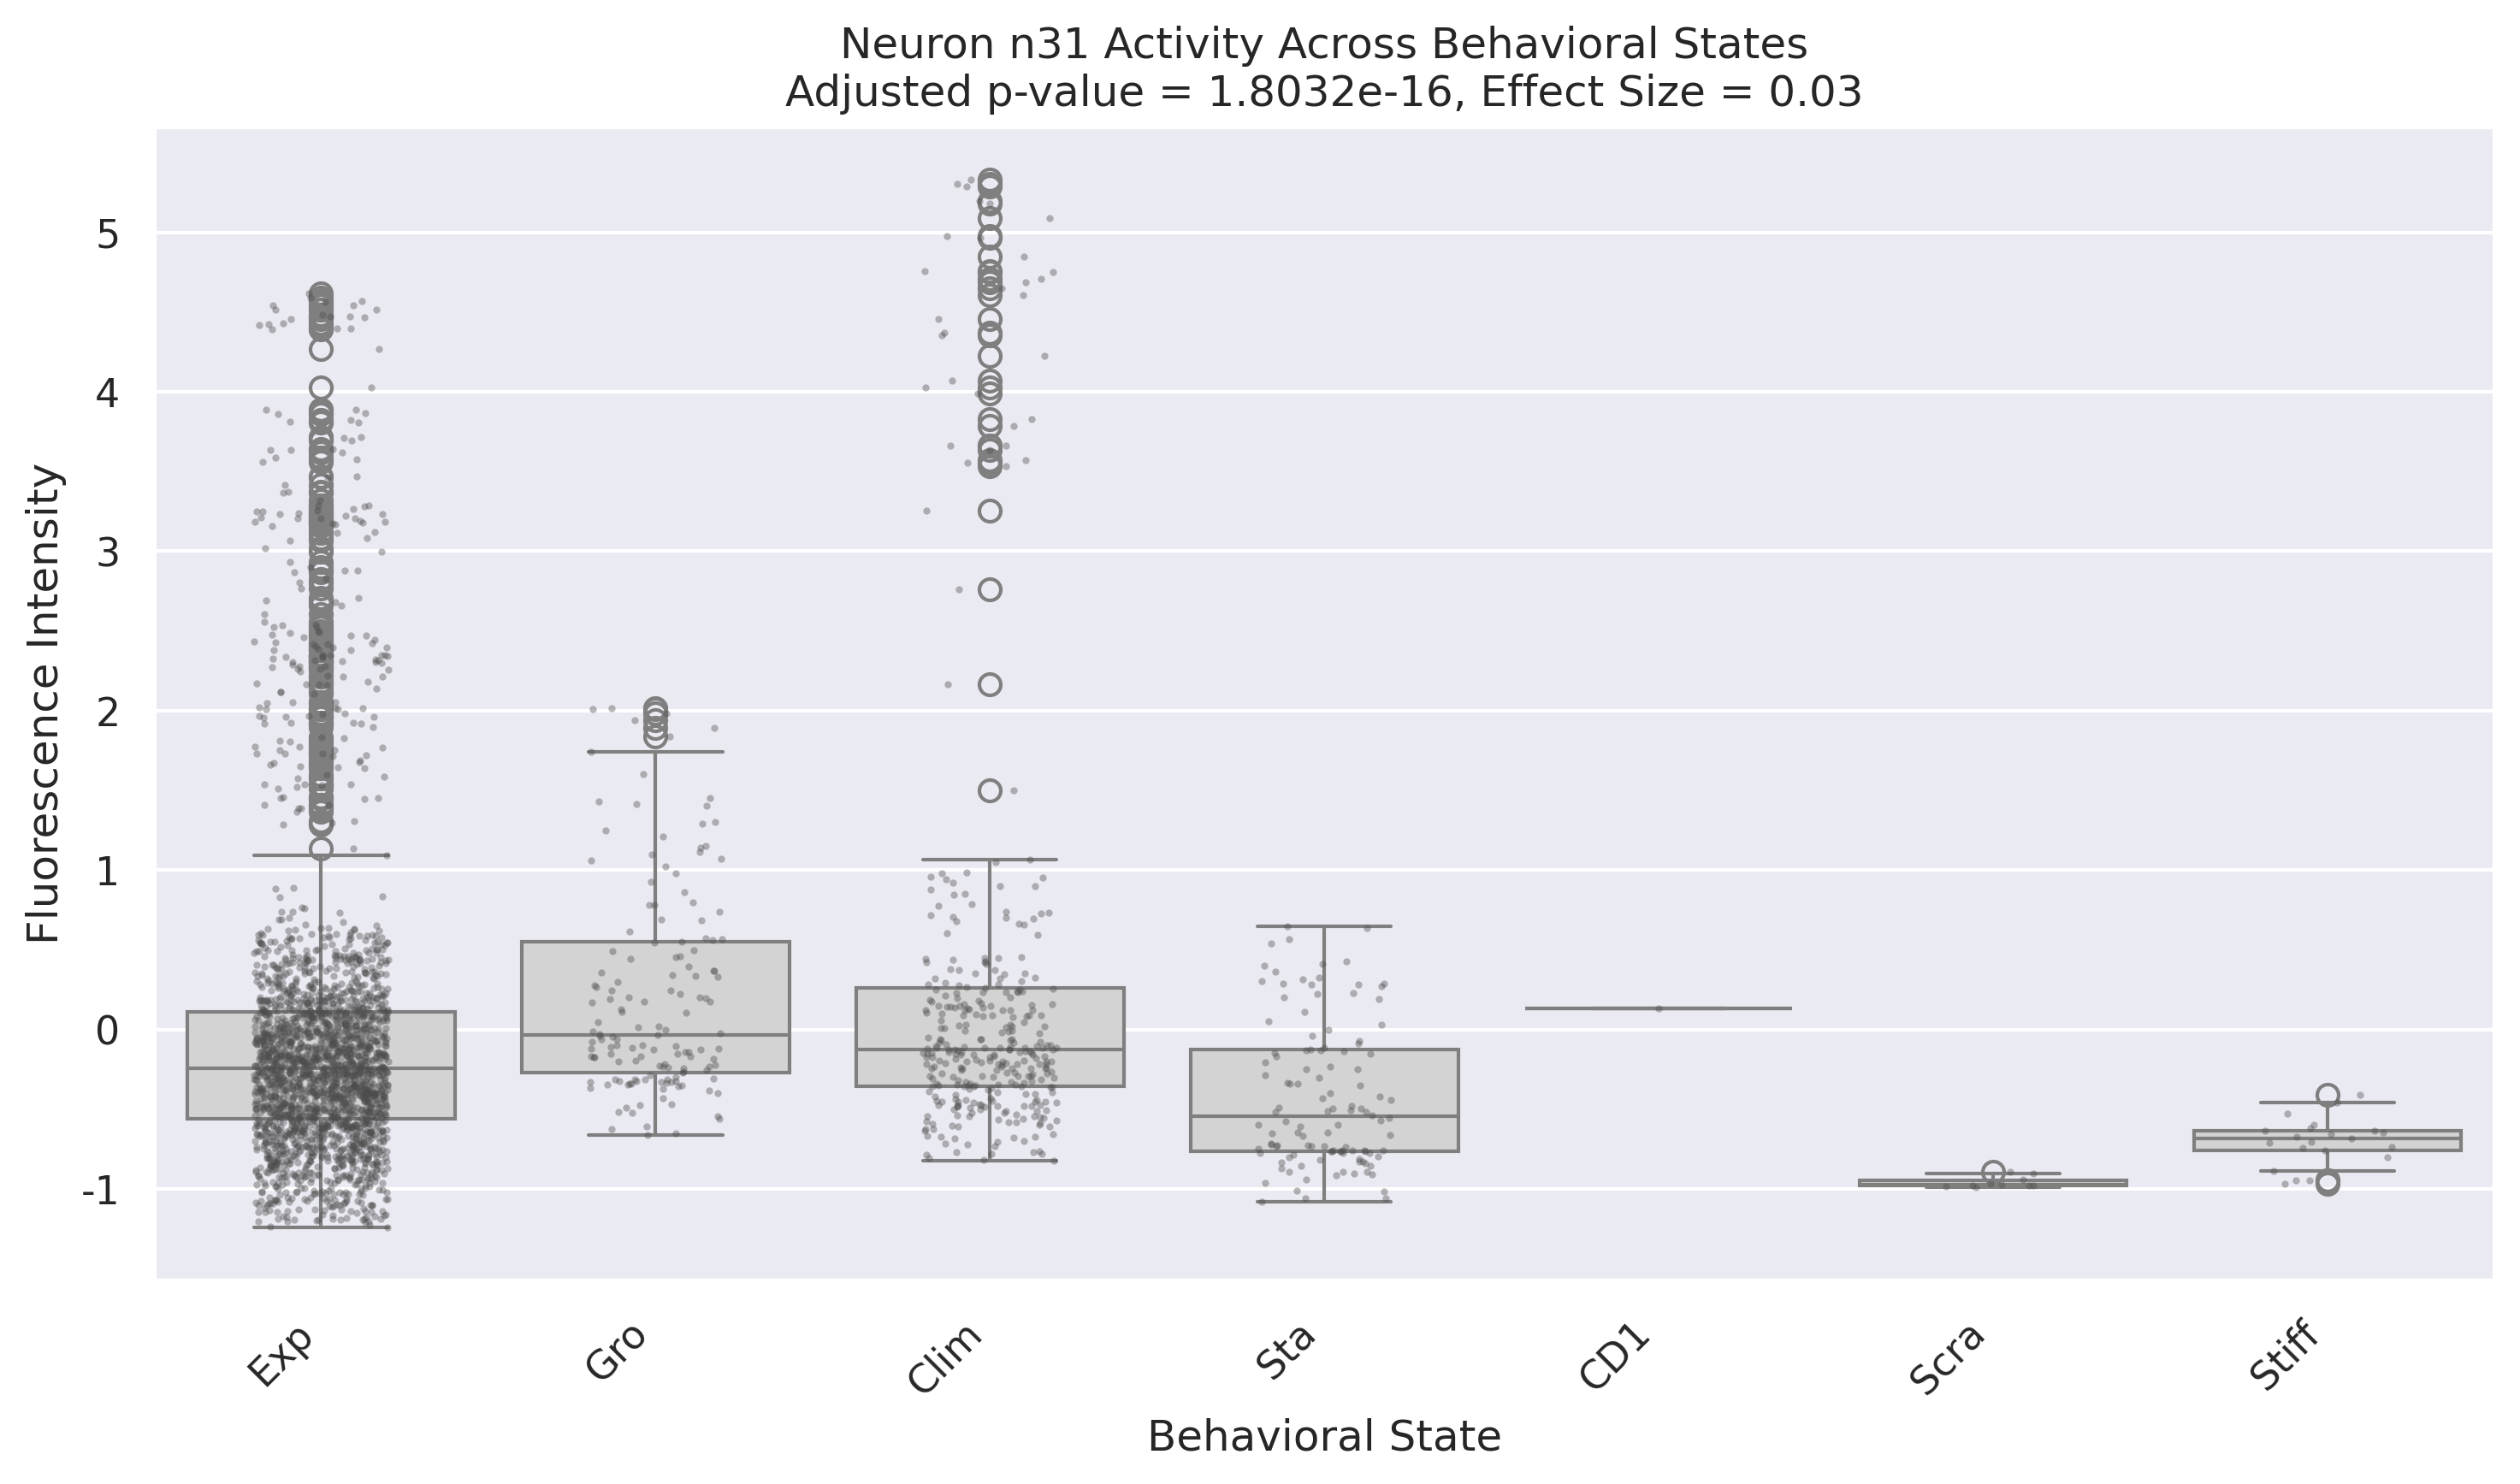 Neuron n31 Activity Across Behavioral States
Adjusted p-value = 1.8032e-16, Effect Size = 0.03
Fluorescence Intensity
5
4
3
2
1
0
-1
Exp
Gro
Clim
Sta
CD1
Scra
Stiff
Behavioral State